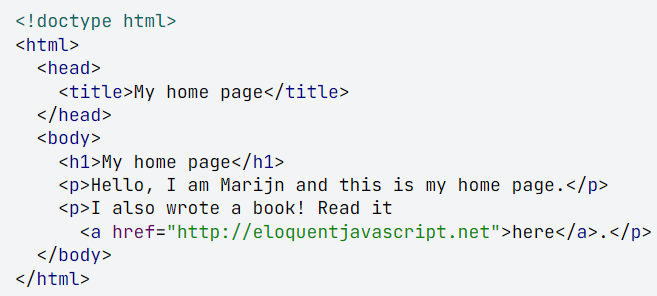 <!doctype html>
<html>
  <head>
    <title>My home page</title>
  </head>
  <body>
    <h1>My home page</h1>
    <p>Hello, I am Marijn and this is my home page.</p>
    <p>I also wrote a book! Read it
      <a href="http://eloquentjavascript.net">here</a>.</p>
  </body>
</html>